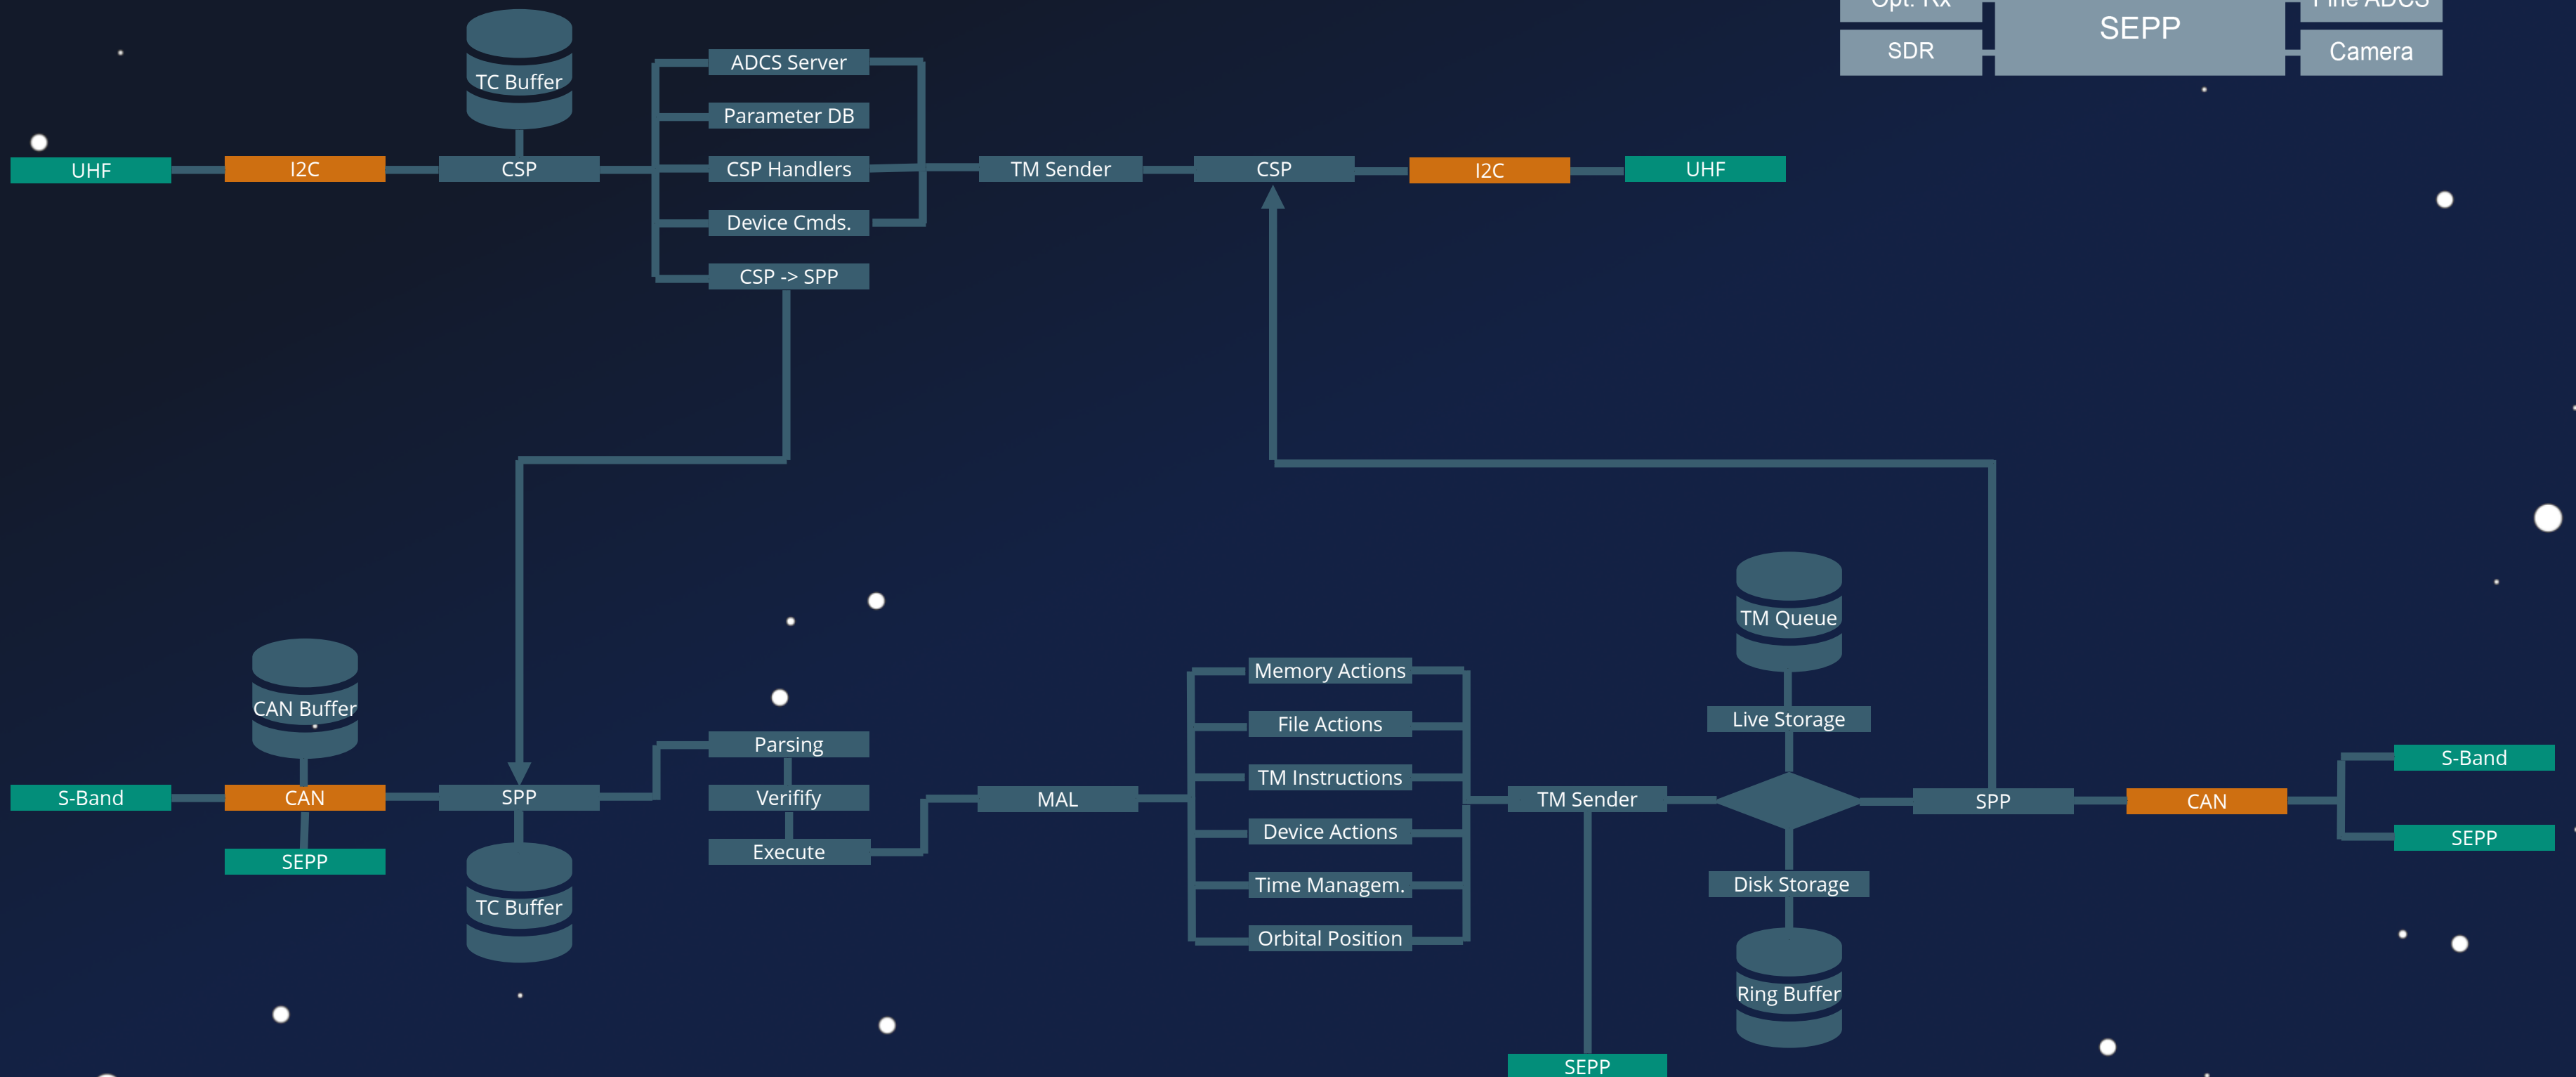 Opt. Rx
SEPP
Fine ADCS
SDR
Camera
TC Buffer
ADCS Server
Parameter DB
UHF
I2C
CSP
CSP Handlers
TM Sender
CSP
I2C
UHF
Device Cmds.
CSP -> SPP
TM Queue
CAN Buffer
Memory Actions
Live Storage
File Actions
Parsing
S-Band
TM Instructions
S-Band
CAN
SPP
Verifify
MAL
TM Sender
SPP
CAN
Device Actions
SEPP
Execute
SEPP
Time Managem.
Disk Storage
TC Buffer
Orbital Position
Ring Buffer
SEPP